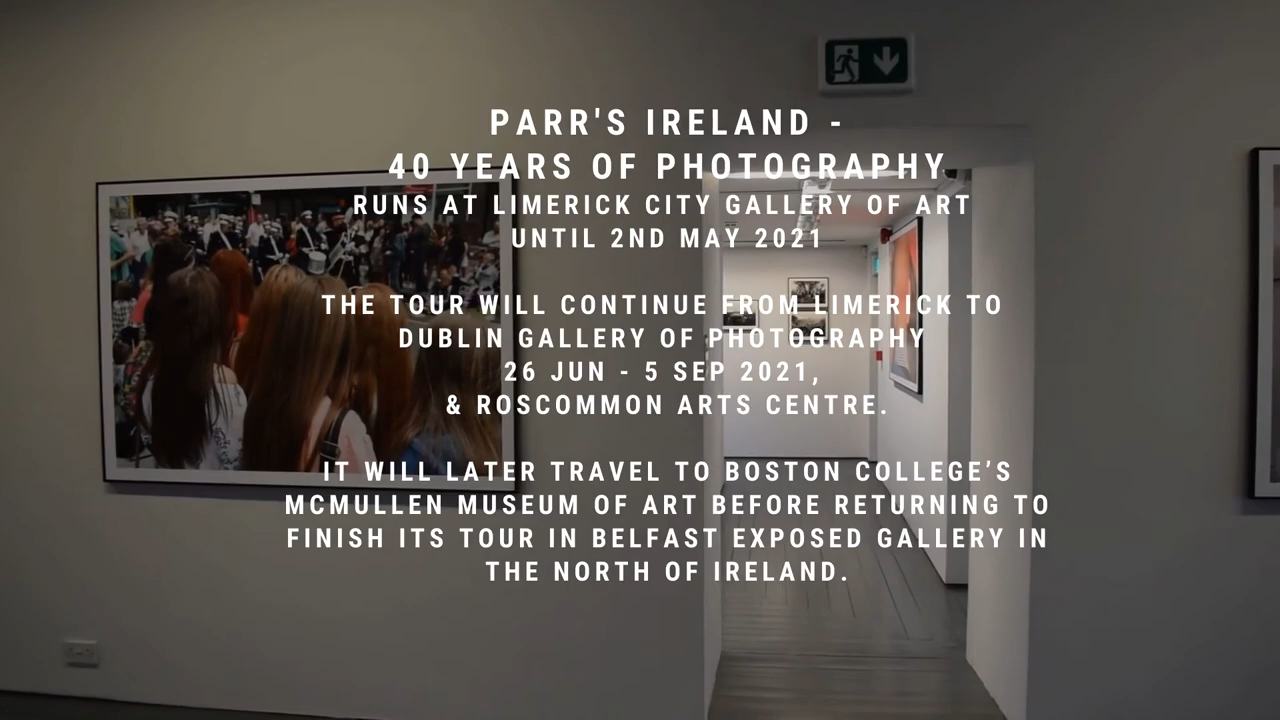 PARR'S IRELAND -
40 YEARS OF PHOTOGRAPHY
RUNS AT LIMERICK CITY GALLERY OF ART
UNTIL 2ND MAY 2021
THE TOUR WILL CONTINUE FROM LIMERICK TO
DUBLIN GALLERY OF PHOTOGRAPHY
26 JUN - 5 SEP 2021,
& ROSCOMMON ARTS CENTRE.
IT WILL LATER TRAVEL TO BOSTON COLLEGE’S
MCMULLEN MUSEUM OF ART BEFORE RETURNING TO
FINISH ITS TOUR IN BELFAST EXPOSED GALLERY IN
THE NORTH OF IRELAND.